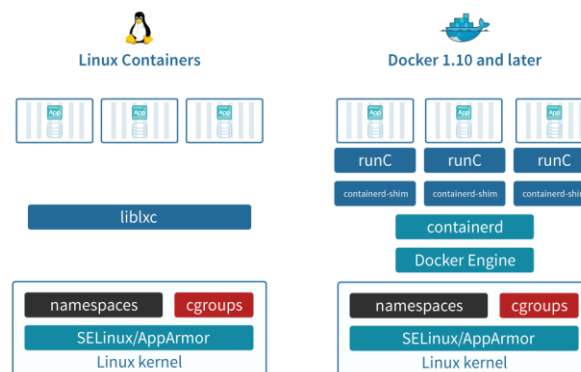 Linux Containers
App App App
liblxc
namespaces cgroups
SELinux/AppArmor
Linux kernel
Docker 1.10 and later
App App App
runC runC runC
containerd-shim containerd-shim containerd-shim
containerd
Docker Engine
namespaces cgroups
SELinux/AppArmor
Linux kernel